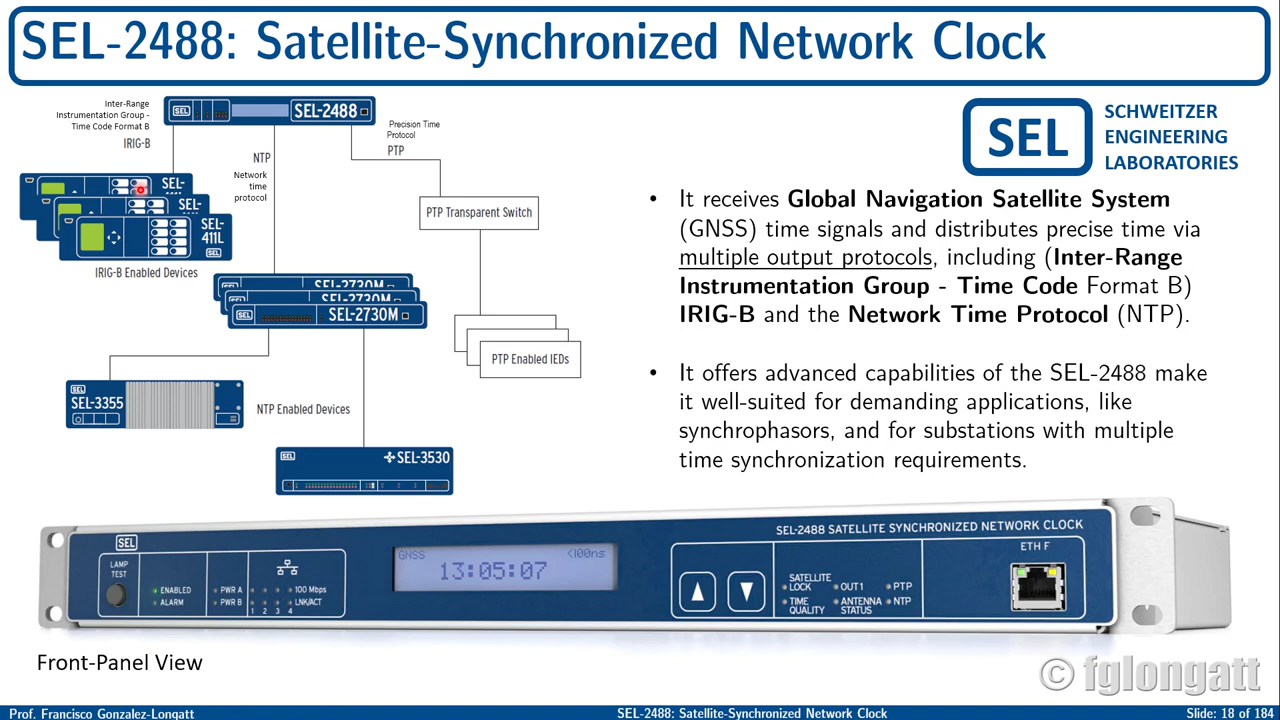 SEL-2488: Satellite-Synchronized Network Clock
Inter-Range
Instrumentation Group -
Time Code Format B
IRIG-B
SEL
SEL-2488
NTP
Network
time
protocol
Precision Time
Protocol
PTP
SEL-
SEL-
SEL-
411L
SEL
IRIG-B Enabled Devices
PTP Transparent Switch
SEL-2730M
SEL-2730M
SEL
SEL-2730M
PTP Enabled IEDs
SEL
SEL-3355
NTP Enabled Devices
SEL
SEL-3530
SEL
SCHWEITZER
ENGINEERING
LABORATORIES
• It receives Global Navigation Satellite System
(GNSS) time signals and distributes precise time via
multiple output protocols, including (Inter-Range
Instrumentation Group - Time Code Format B)
IRIG-B and the Network Time Protocol (NTP).
• It offers advanced capabilities of the SEL-2488 make
it well-suited for demanding applications, like
synchrophasors, and for substations with multiple
time synchronization requirements.
SEL
SEL-2488 SATELLITE SYNCHRONIZED NETWORK CLOCK
LAMP
TEST
ENABLED
ALARM
PWR A
PWR B
100 Mbps
LNK/ACT
1 2 3 4
GNSS
<100ns
13:05:07
SATELLITE
LOCK
OUT1
PTP
TIME
QUALITY
ANTENNA
STATUS
NTP
ETH F
Front-Panel View
© fglongatt
Prof. Francisco Gonzalez-Longatt
SEL-2488: Satellite-Synchronized Network Clock
Slide: 18 of 184